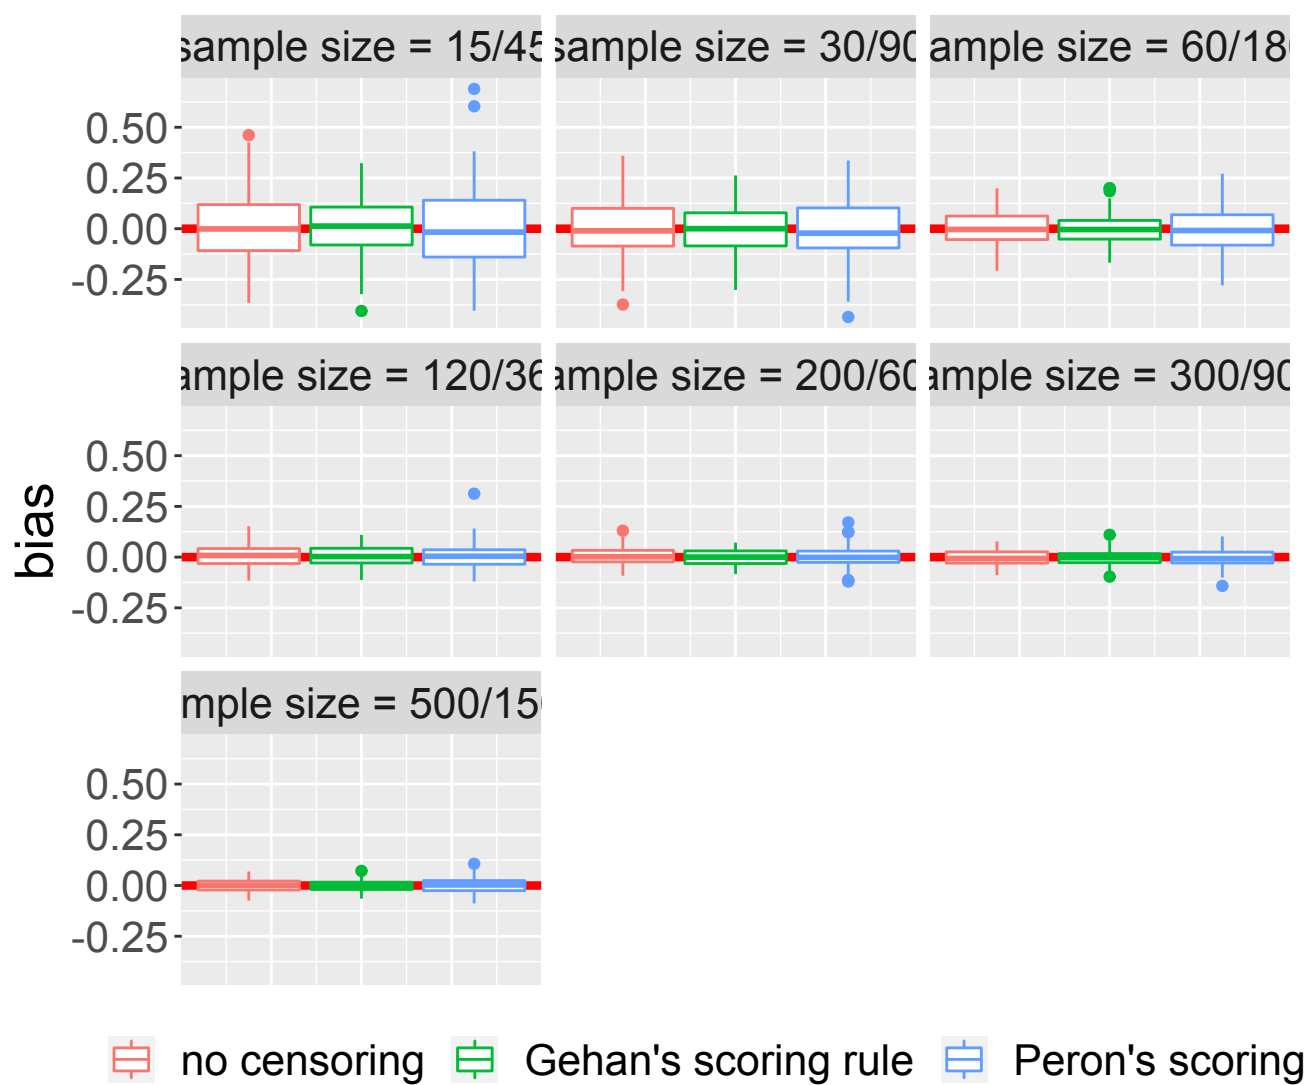 sample size = 15/45
sample size = 30/90
ample size = 60/180
0.50
0.25
0.00
-0.25
ample size = 120/36
ample size = 200/60
ample size = 300/90
0.50
0.25
0.00
-0.25
bias
mple size = 500/150
0.50
0.25
0.00
-0.25
no censoring
Gehan's scoring rule
Peron's scoring